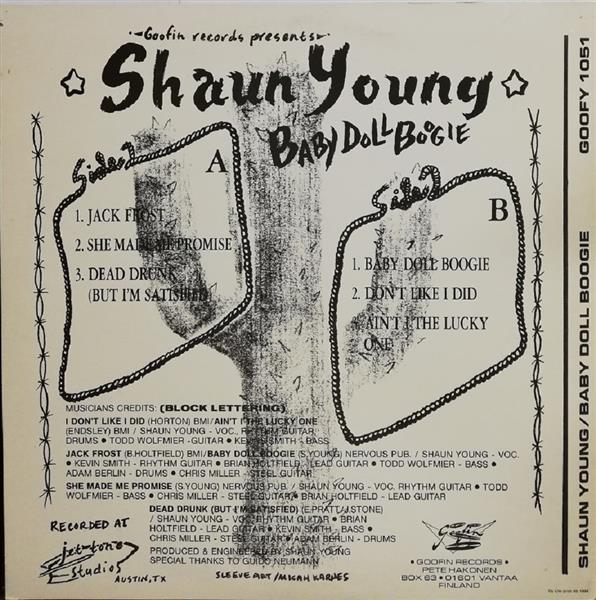 Goofin records presents
Shaun Young
BABY DOLL BOOGIE
Side A
1. JACK FROST
2. SHE MADE ME PROMISE
3. DEAD DRUNK
(BUT I'M SATISFIED)
Side B
1. BABY DOLL BOOGIE
2. DON'T LIKE I DID
AIN'T I THE LUCKY
ONE
MUSICIANS CREDITS: (BLOCK LETTERING)
I DON'T LIKE I DID (HORTON) BMI/AIN'T I THE LUCKY ONE
(ENDSLEY) BMI / SHAUN YOUNG - VOC. RHYTHM GUITAR,
DRUMS • TODD WOLFMIER - GUITAR • KEVIN SMITH - BASS
JACK FROST (B.HOLTFIELD) BMI/BABY DOLL BOOGIE (S.YOUNG) NERVOUS PUB. / SHAUN YOUNG - VOC.
• KEVIN SMITH - RHYTHM GUITAR • BRIAN HOLTFIELD - LEAD GUITAR • TODD WOLFMIER - BASS •
ADAM BERLIN - DRUMS • CHRIS MILLER - STEEL GUITAR
SHE MADE ME PROMISE (S.YOUNG) NERVOUS PUB. / SHAUN YOUNG - VOC. RHYTHM GUITAR • TODD
WOLFMIER - BASS • CHRIS MILLER - STEEL GUITAR • BRIAN HOLTFIELD - LEAD GUITAR
DEAD DRUNK (BUT I'M SATISFIED) (E.PRATT/J.STONE)
/ SHAUN YOUNG - VOC. RHYTHM GUITAR • BRIAN
HOLTFIELD - LEAD GUITAR • KEVIN SMITH - BASS •
CHRIS MILLER - STEEL GUITAR • ADAM BERLIN - DRUMS
PRODUCED & ENGINEERED BY SHAUN YOUNG
SPECIAL THANKS TO GUIDO NEUMANN
RECORDED AT
jet-tone
Studios
AUSTIN, TX
SLEEVE ART / MICAH KARNES
Goofin
GOOFIN RECORDS •
PETE HAKONEN
BOX 63 • 01601 VANTAA
FINLAND
SHAUN YOUNG / BABY DOLL BOOGIE GOOFY 1051